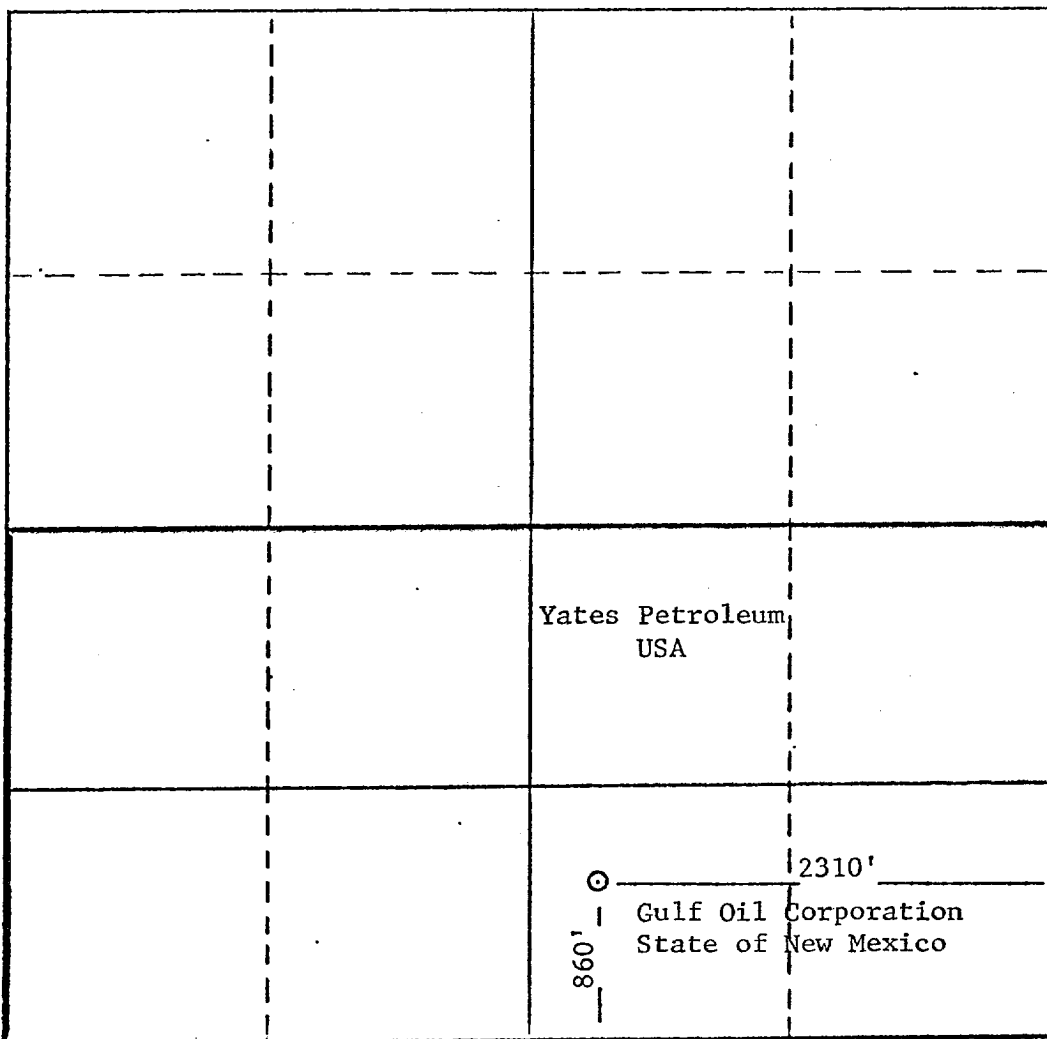 Yates Petroleum
USA
2310'
Gulf Oil Corporation
State of New Mexico
860'